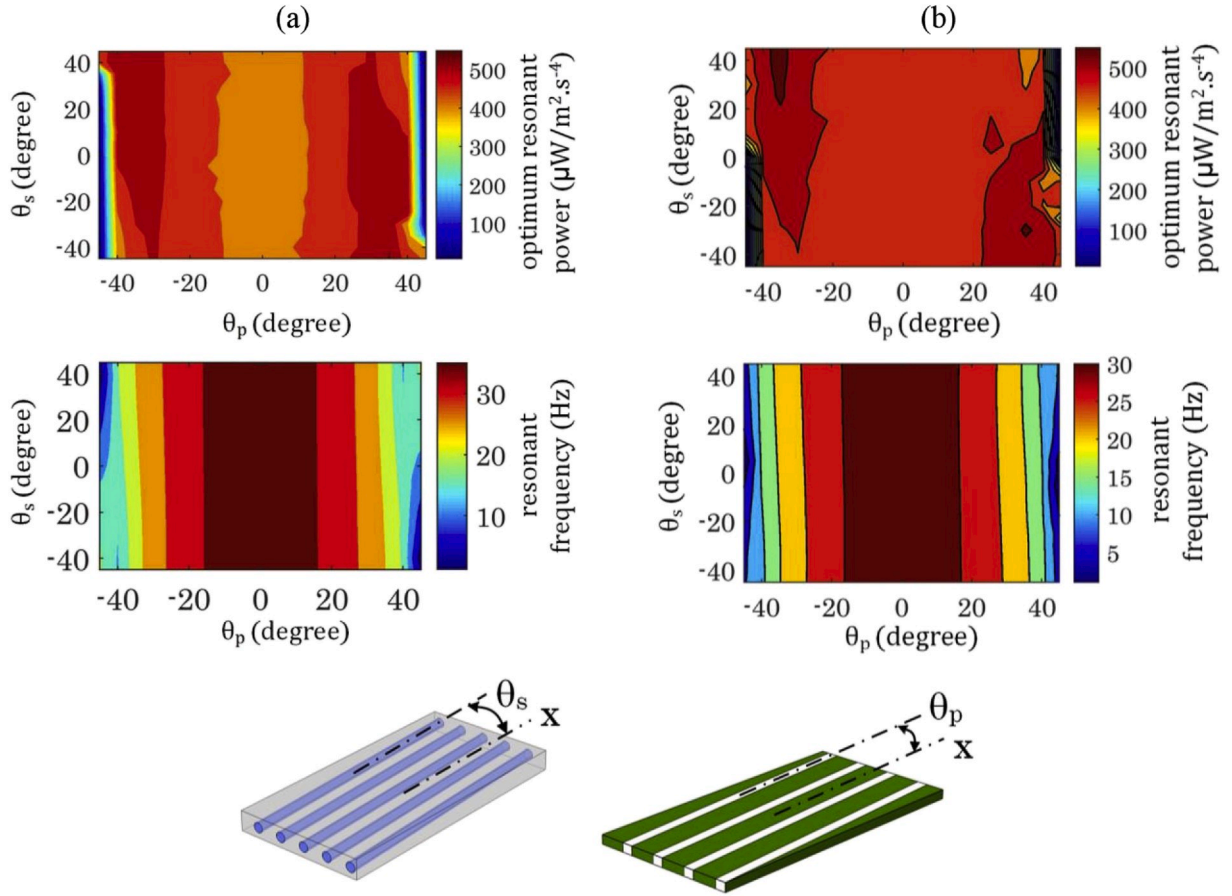 (a)
(b)
40
20
0
-20
-40
θs (degree)
-40 -20 0 20 40
θp (degree)
500
400
300
200
100
optimum resonant
power (µW/m².s⁻⁴)
40
20
0
-20
-40
θs (degree)
-40 -20 0 20 40
θp (degree)
500
400
300
200
100
optimum resonant
power (µW/m².s⁻⁴)
40
20
0
-20
-40
θs (degree)
-40 -20 0 20 40
θp (degree)
30
20
10
resonant
frequency (Hz)
40
20
0
-20
-40
θs (degree)
-40 -20 0 20 40
θp (degree)
30
25
20
15
10
5
resonant
frequency (Hz)
θs
x
θp
x